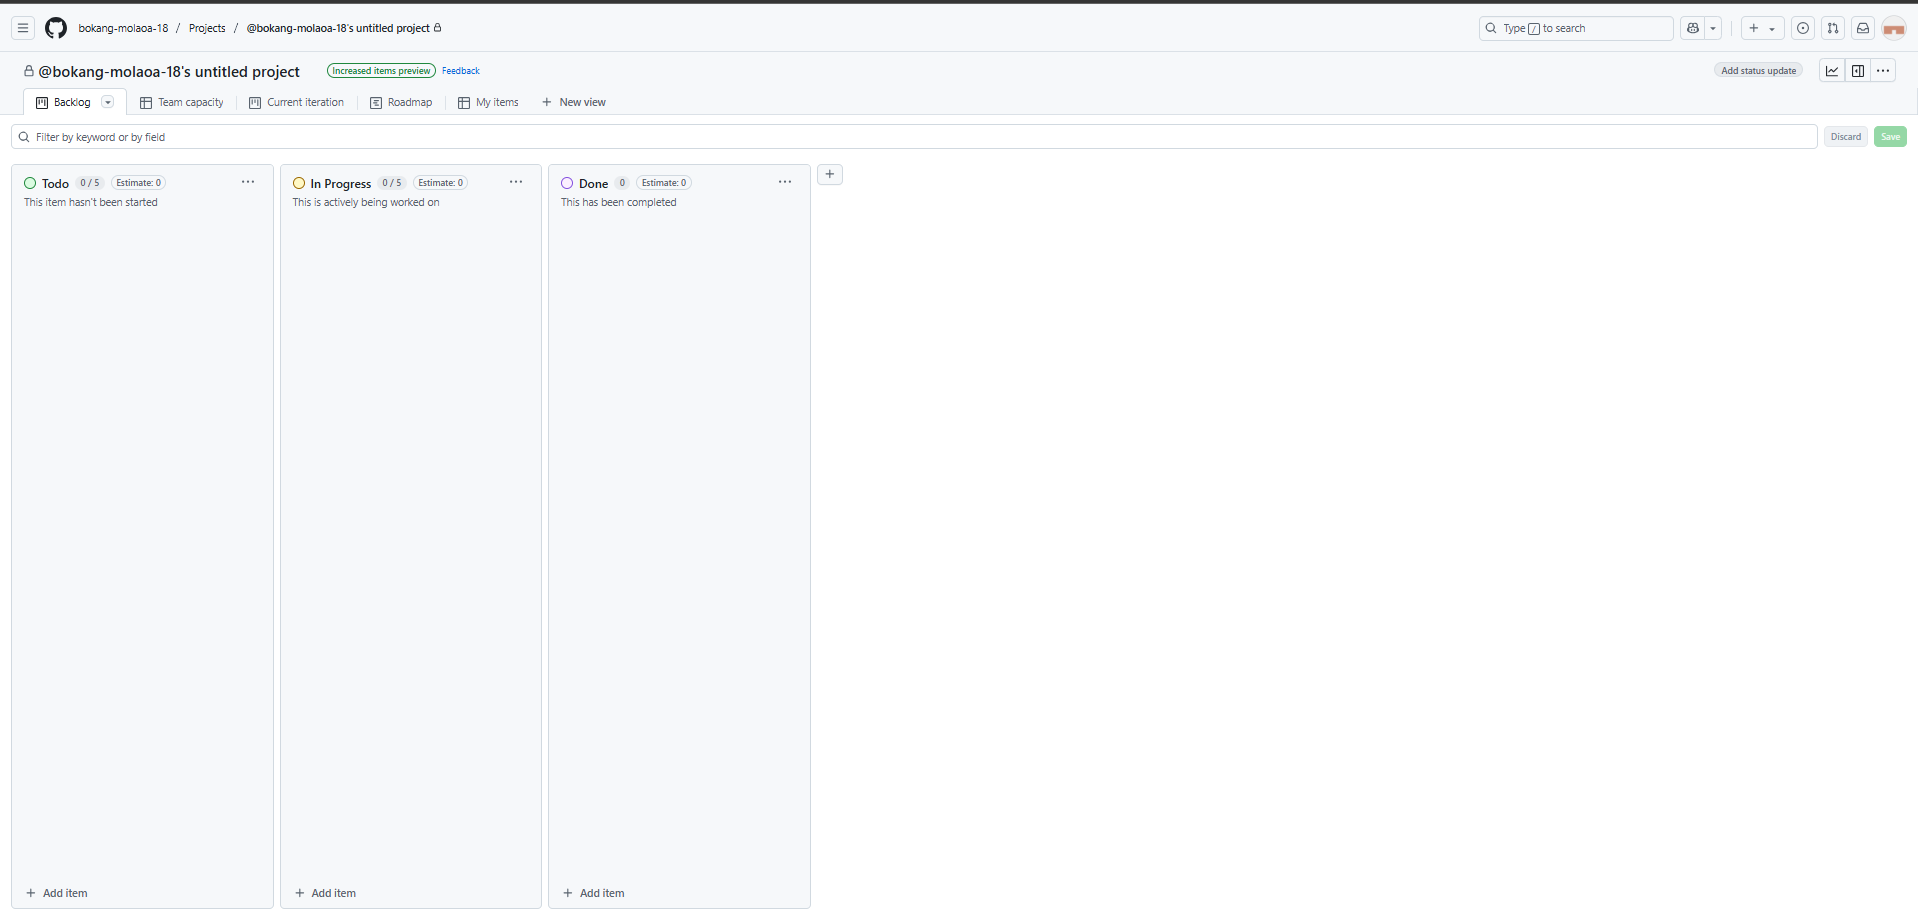 bokang-molaoa-18 / Projects / @bokang-molaoa-18's untitled project
Type / to search
@bokang-molaoa-18's untitled project Increased items preview Feedback
Add status update
Backlog Team capacity Current iteration Roadmap My items New view
Filter by keyword or by field Discard Save
Todo 0 / 5 Estimate: 0
This item hasn't been started
In Progress 0 / 5 Estimate: 0
This is actively being worked on
Done 0 Estimate: 0
This has been completed
Add item
Add item
Add item